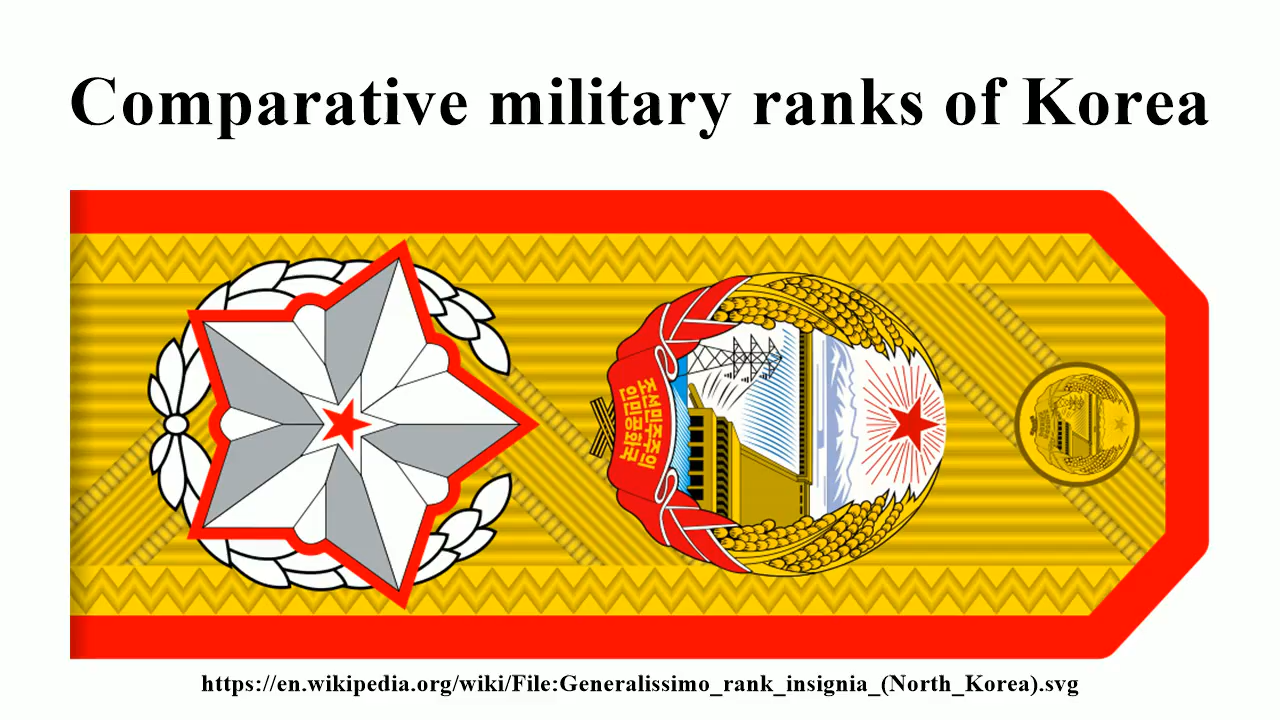 Comparative military ranks of Korea
조선민주주의
인민공화국
https://en.wikipedia.org/wiki/File:Generalissimo_rank_insignia_(North_Korea).svg